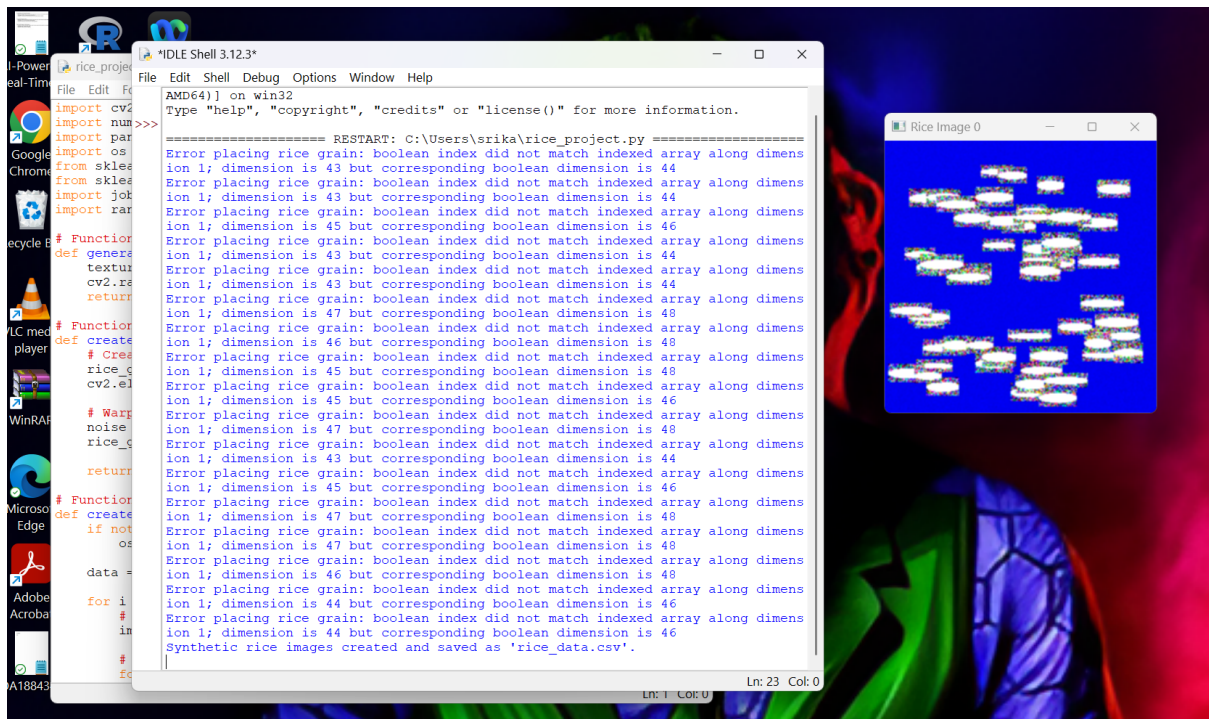 I-Power
eal-Time
Google
Chrome
ecycle B
VLC med
player
WinRAR
Microso
Edge
Adobe
Acroba
DA18843
rice_projec
File Edit Fo
import cv2
import num
import pan
import os
from sklea
from sklea
import job
import ran
# Function
def genera
textur
cv2.ra
return
# Function
def create
# Crea
rice_g
cv2.el
# Warp
noise
rice_g
return
# Function
def create
if not
os
data =
for i
#
im
#
fo
Ln: 1 Col: 0
*IDLE Shell 3.12.3*
File Edit Shell Debug Options Window Help
AMD64)] on win32
Type "help", "copyright", "credits" or "license()" for more information.
>>>
==================== RESTART: C:\Users\srika\rice_project.py ===================
Error placing rice grain: boolean index did not match indexed array along dimens
ion 1; dimension is 43 but corresponding boolean dimension is 44
Error placing rice grain: boolean index did not match indexed array along dimens
ion 1; dimension is 43 but corresponding boolean dimension is 44
Error placing rice grain: boolean index did not match indexed array along dimens
ion 1; dimension is 45 but corresponding boolean dimension is 46
Error placing rice grain: boolean index did not match indexed array along dimens
ion 1; dimension is 43 but corresponding boolean dimension is 44
Error placing rice grain: boolean index did not match indexed array along dimens
ion 1; dimension is 43 but corresponding boolean dimension is 44
Error placing rice grain: boolean index did not match indexed array along dimens
ion 1; dimension is 47 but corresponding boolean dimension is 48
Error placing rice grain: boolean index did not match indexed array along dimens
ion 1; dimension is 46 but corresponding boolean dimension is 48
Error placing rice grain: boolean index did not match indexed array along dimens
ion 1; dimension is 45 but corresponding boolean dimension is 48
Error placing rice grain: boolean index did not match indexed array along dimens
ion 1; dimension is 45 but corresponding boolean dimension is 46
Error placing rice grain: boolean index did not match indexed array along dimens
ion 1; dimension is 47 but corresponding boolean dimension is 48
Error placing rice grain: boolean index did not match indexed array along dimens
ion 1; dimension is 43 but corresponding boolean dimension is 44
Error placing rice grain: boolean index did not match indexed array along dimens
ion 1; dimension is 45 but corresponding boolean dimension is 46
Error placing rice grain: boolean index did not match indexed array along dimens
ion 1; dimension is 47 but corresponding boolean dimension is 48
Error placing rice grain: boolean index did not match indexed array along dimens
ion 1; dimension is 47 but corresponding boolean dimension is 48
Error placing rice grain: boolean index did not match indexed array along dimens
ion 1; dimension is 46 but corresponding boolean dimension is 48
Error placing rice grain: boolean index did not match indexed array along dimens
ion 1; dimension is 44 but corresponding boolean dimension is 46
Error placing rice grain: boolean index did not match indexed array along dimens
ion 1; dimension is 44 but corresponding boolean dimension is 46
Synthetic rice images created and saved as 'rice_data.csv'.
Ln: 23 Col: 0
Rice Image 0